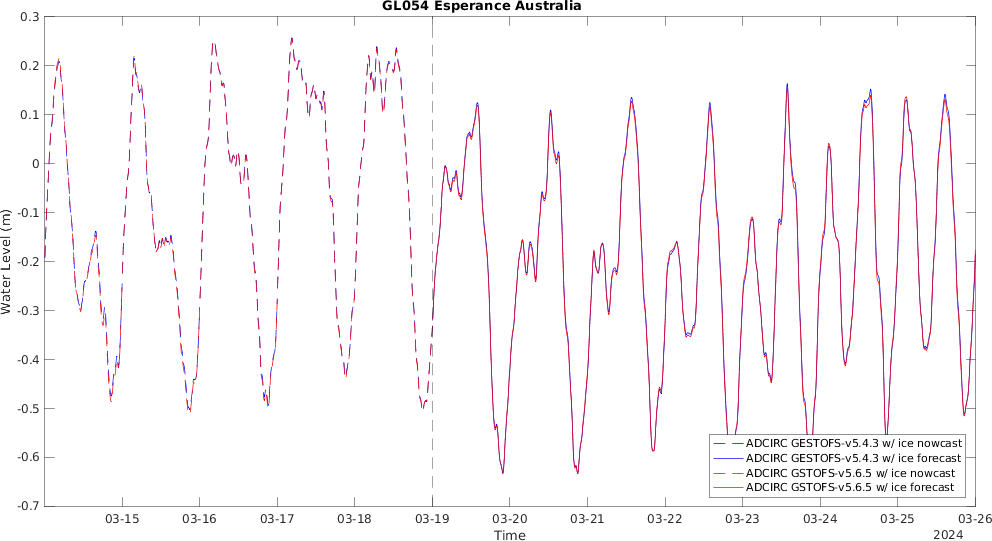 GL054 Esperance Australia
0.3
0.2
0.1
0
-0.1
-0.2
-0.3
-0.4
-0.5
-0.6
-0.7
Water Level (m)
ADCIRC GESTOFS-v5.4.3 w/ ice nowcast
ADCIRC GESTOFS-v5.4.3 w/ ice forecast
ADCIRC GSTOFS-v5.6.5 w/ ice nowcast
ADCIRC GSTOFS-v5.6.5 w/ ice forecast
03-15 03-16 03-17 03-18 03-19 03-20 03-21 03-22 03-23 03-24 03-25 03-26
Time
2024